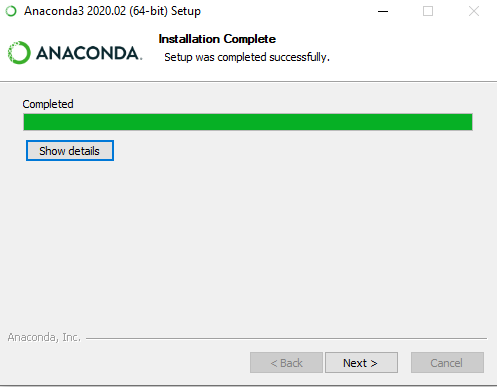 Anaconda3 2020.02 (64-bit) Setup
Installation Complete
ANACONDA.
Setup was completed successfully.
Completed
Show details
Anaconda, Inc.
< Back
Next >
Cancel